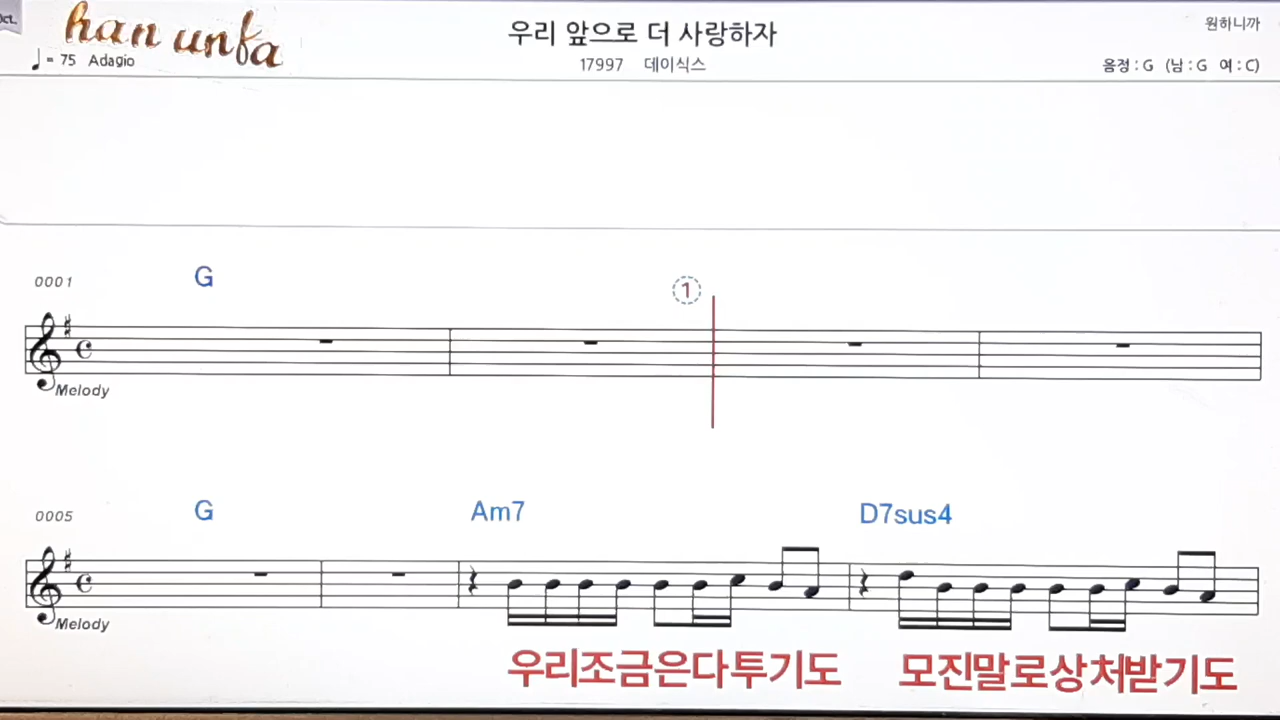 han unfa
우리 앞으로 더 사랑하자
원하니까
♩= 75 Adagio
17997 데이식스
음정 : G (남 : G 여 : C)
0001 G
1
Melody
0005 G Am7 D7sus4
Melody
우리조금은다투기도 모진말로상처받기도